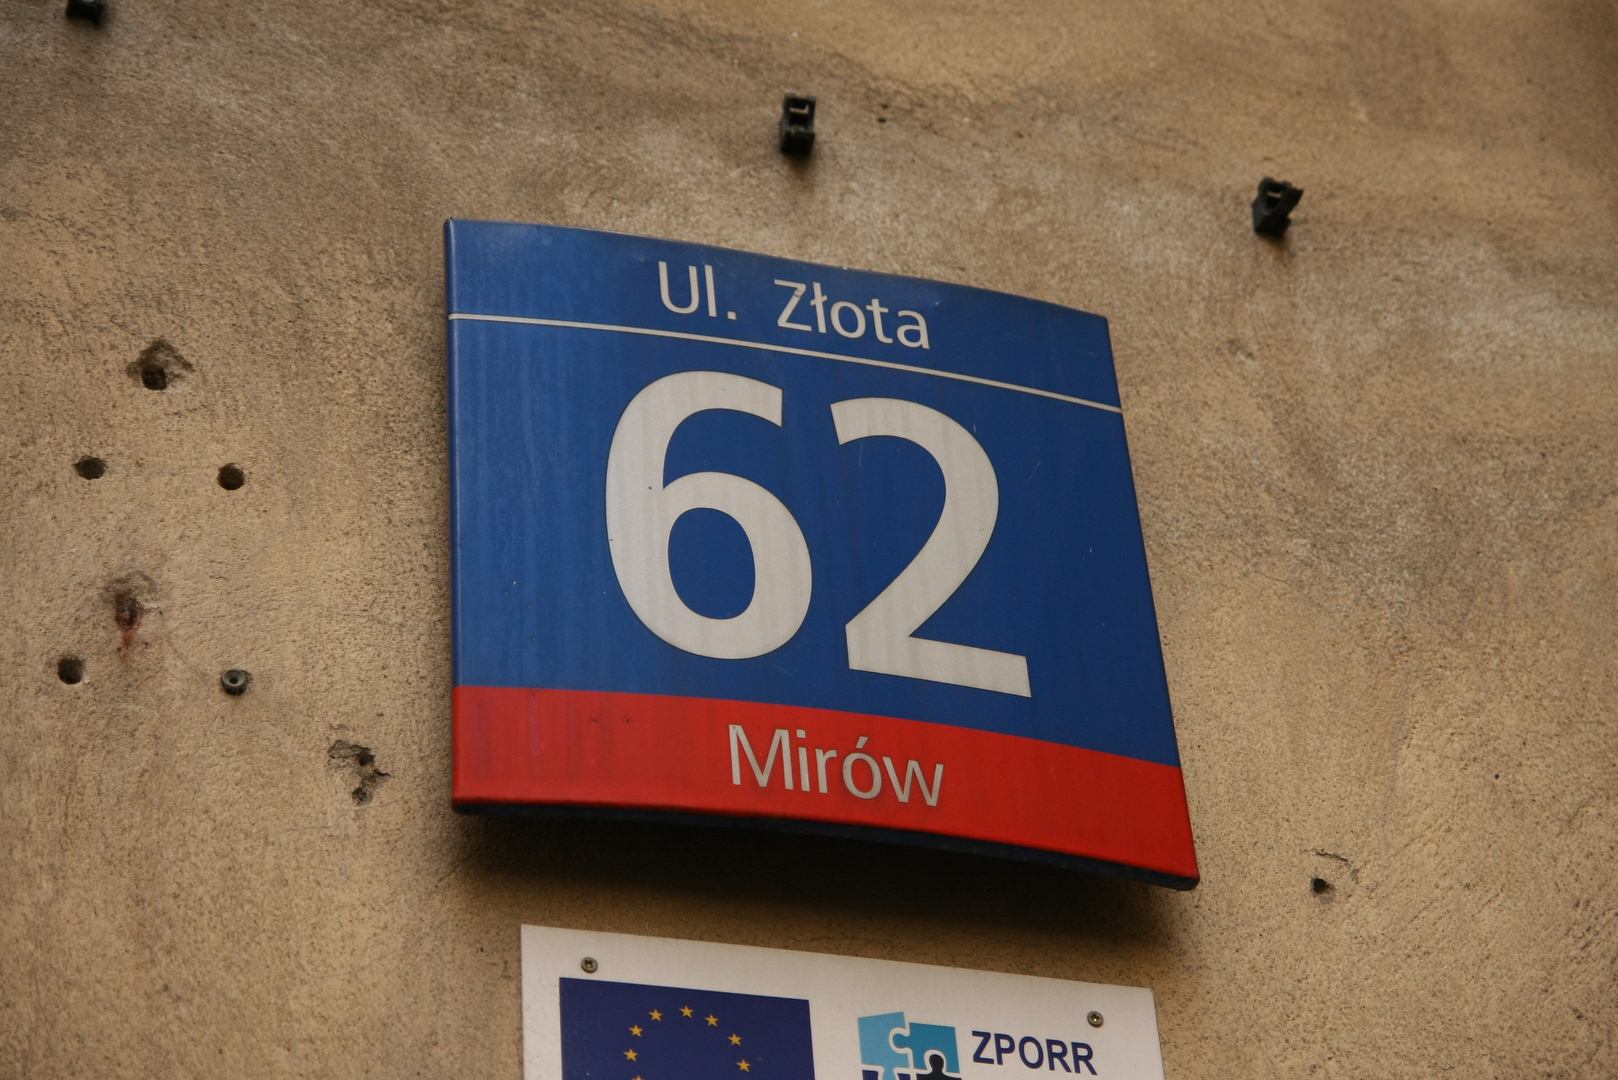 Ul. Złota
62
Mirów
ZPORR